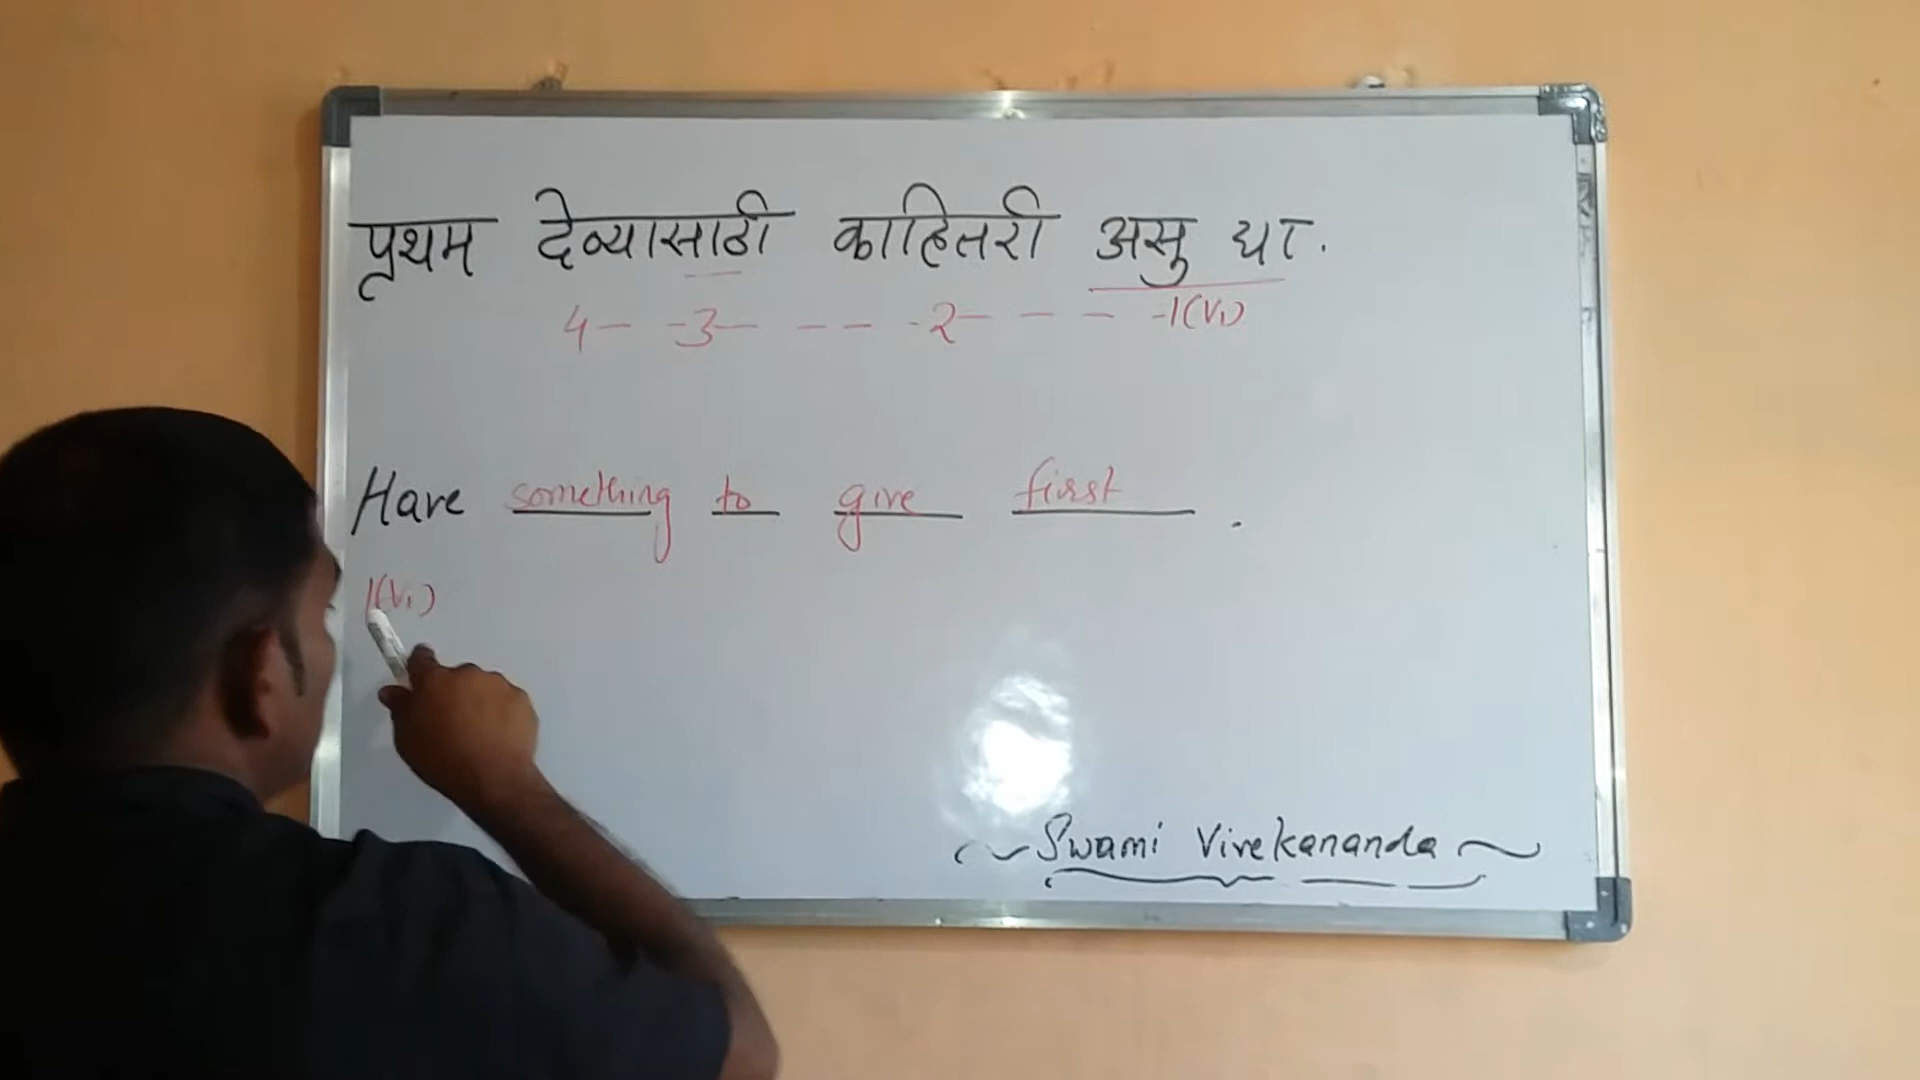 प्रथम देव्यासाठी काहितरी असु द्या.
4 - - 3 - - - - 2 - - - - 1(V1)
Have something to give first .
1(V1)
~ Swami Vivekananda ~